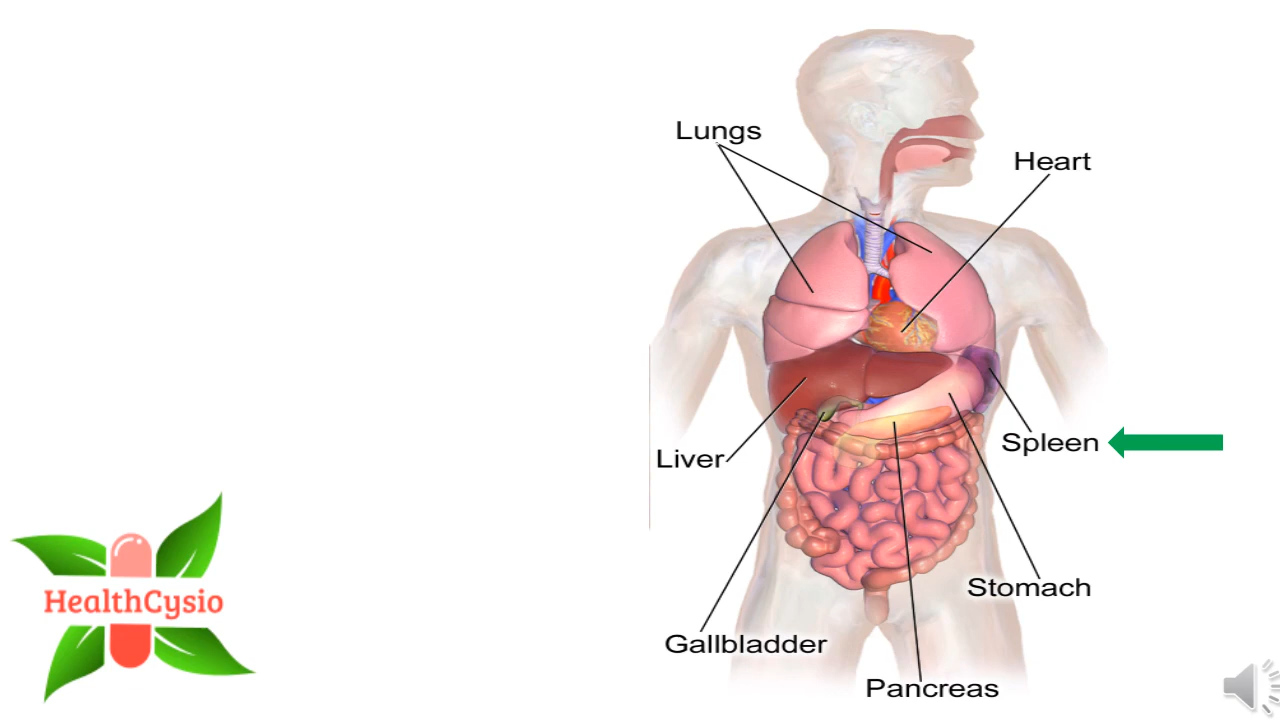 Lungs
Heart
Liver
Spleen
Stomach
Gallbladder
Pancreas
HealthCysio